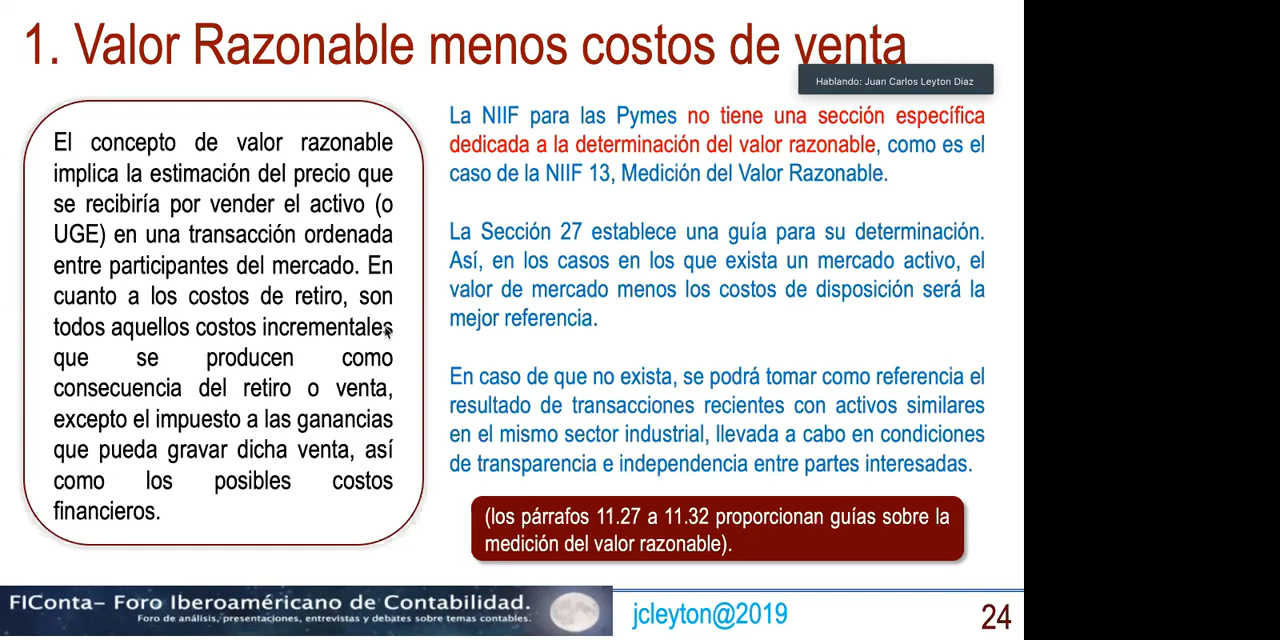 1. Valor Razonable menos costos de venta
Hablando: Juan Carlos Leyton Diaz
El concepto de valor razonable
implica la estimación del precio que
se recibiría por vender el activo (o
UGE) en una transacción ordenada
entre participantes del mercado. En
cuanto a los costos de retiro, son
todos aquellos costos incrementales
que se producen como
consecuencia del retiro o venta,
excepto el impuesto a las ganancias
que pueda gravar dicha venta, así
como los posibles costos
financieros.
La NIIF para las Pymes no tiene una sección específica
dedicada a la determinación del valor razonable, como es el
caso de la NIIF 13, Medición del Valor Razonable.
La Sección 27 establece una guía para su determinación.
Así, en los casos en los que exista un mercado activo, el
valor de mercado menos los costos de disposición será la
mejor referencia.
En caso de que no exista, se podrá tomar como referencia el
resultado de transacciones recientes con activos similares
en el mismo sector industrial, llevada a cabo en condiciones
de transparencia e independencia entre partes interesadas.
(los párrafos 11.27 a 11.32 proporcionan guías sobre la
medición del valor razonable).
FIConta– Foro Iberoaméricano de Contabilidad.
Foro de análisis, presentaciones, entrevistas y debates sobre temas contables.
jcleyton@2019
24